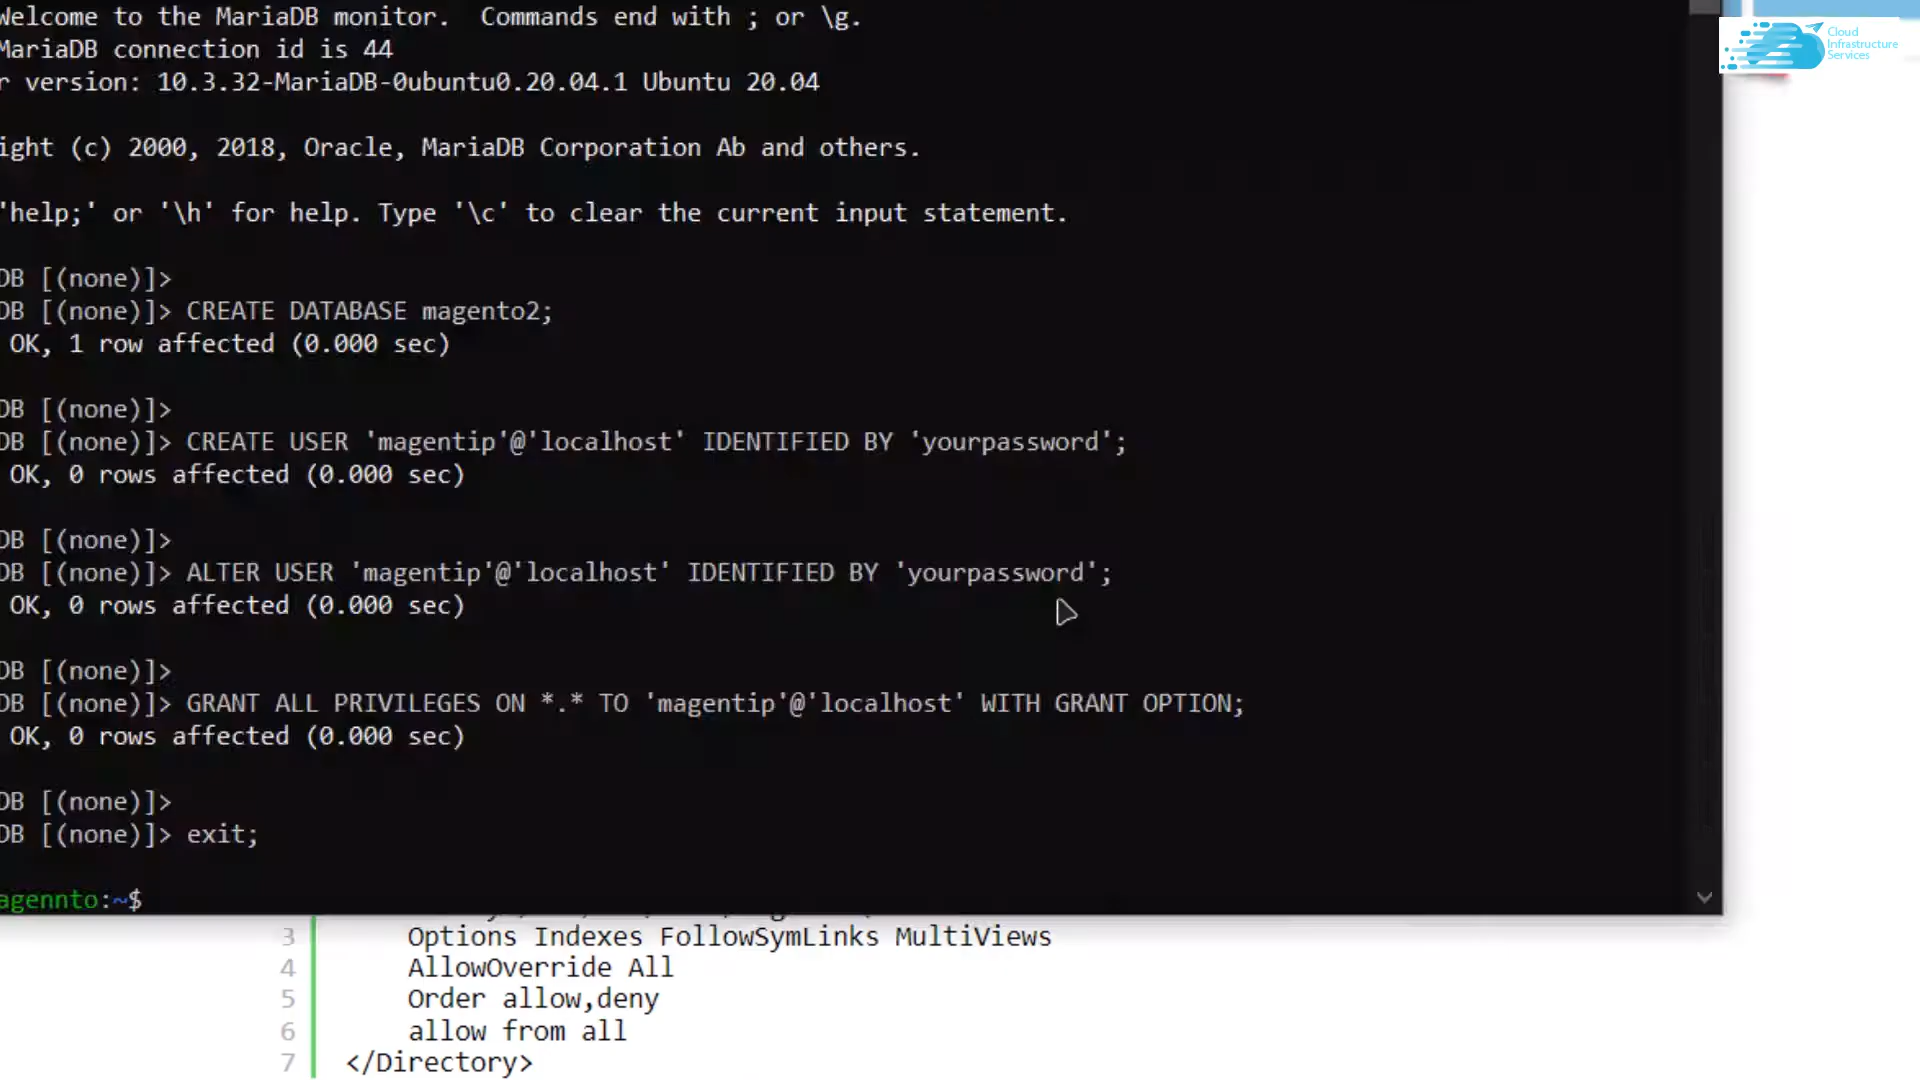 Welcome to the MariaDB monitor.  Commands end with ; or \g.
MariaDB connection id is 44
r version: 10.3.32-MariaDB-0ubuntu0.20.04.1 Ubuntu 20.04
ight (c) 2000, 2018, Oracle, MariaDB Corporation Ab and others.
'help;' or '\h' for help. Type '\c' to clear the current input statement.
DB [(none)]>
DB [(none)]> CREATE DATABASE magento2;
OK, 1 row affected (0.000 sec)
DB [(none)]>
DB [(none)]> CREATE USER 'magentip'@'localhost' IDENTIFIED BY 'yourpassword';
OK, 0 rows affected (0.000 sec)
DB [(none)]>
DB [(none)]> ALTER USER 'magentip'@'localhost' IDENTIFIED BY 'yourpassword';
OK, 0 rows affected (0.000 sec)
DB [(none)]>
DB [(none)]> GRANT ALL PRIVILEGES ON *.* TO 'magentip'@'localhost' WITH GRANT OPTION;
OK, 0 rows affected (0.000 sec)
DB [(none)]>
DB [(none)]> exit;
agennto:~$
3 Options Indexes FollowSymLinks MultiViews
4 AllowOverride All
5 Order allow,deny
6 allow from all
7 </Directory>
Cloud
Infrastructure
Services